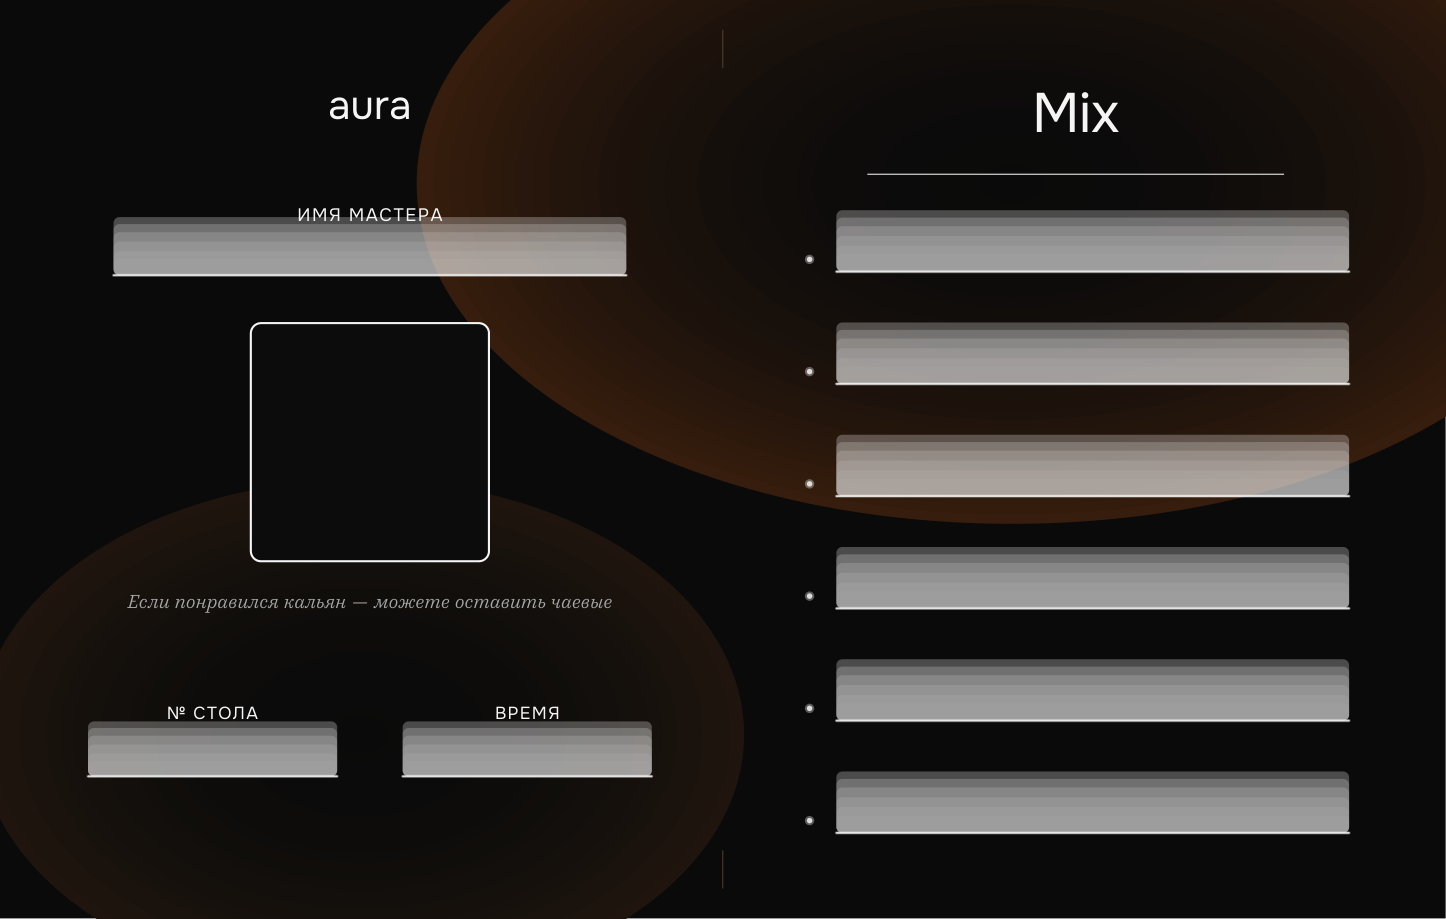 aura
ИМЯ МАСТЕРА
Если понравился кальян — можете оставить чаевые
№ СТОЛА
ВРЕМЯ
Mix